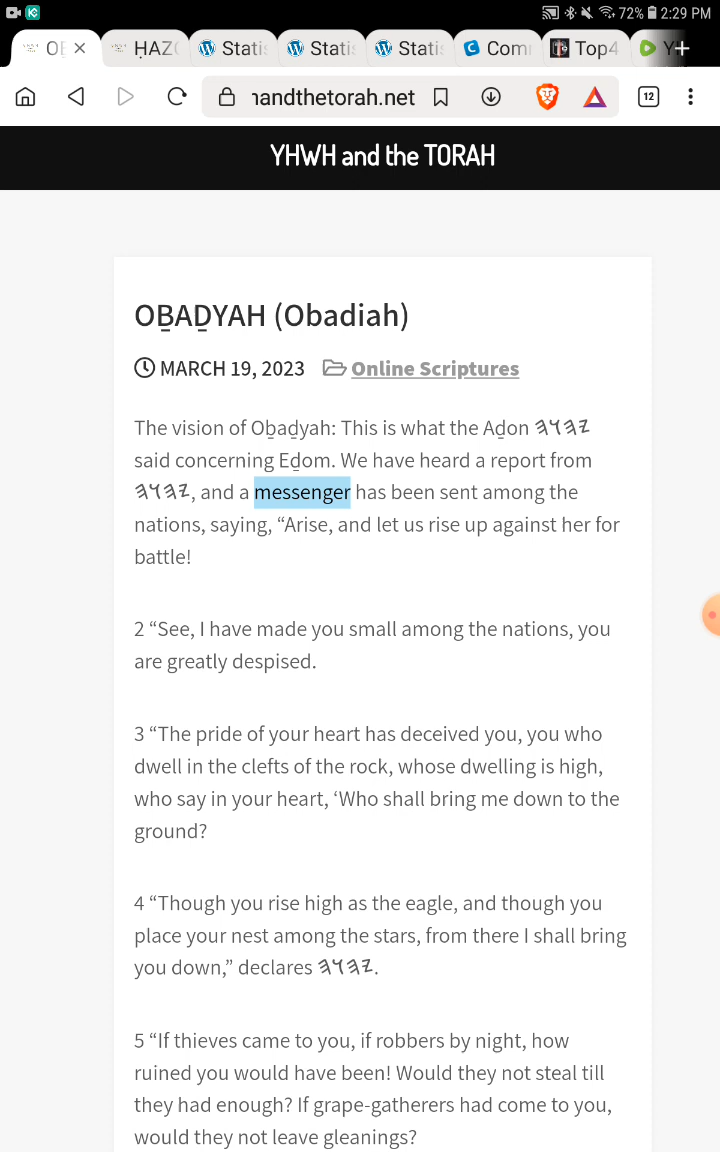 72% 2:29 PM
OB
ḤAZO
Statis
Statis
Statis
Comm
Top4
Y
handthetorah.net
12
YHWH and the TORAH
OḆAḎYAH (Obadiah)
MARCH 19, 2023 Online Scriptures
The vision of Oḇaḏyah: This is what the Aḏon 𐤉𐤄𐤅𐤄
said concerning Eḏom. We have heard a report from
𐤉𐤄𐤅𐤄, and a messenger has been sent among the
nations, saying, “Arise, and let us rise up against her for
battle!
2 “See, I have made you small among the nations, you
are greatly despised.
3 “The pride of your heart has deceived you, you who
dwell in the clefts of the rock, whose dwelling is high,
who say in your heart, ‘Who shall bring me down to the
ground?
4 “Though you rise high as the eagle, and though you
place your nest among the stars, from there I shall bring
you down,” declares 𐤉𐤄𐤅𐤄.
5 “If thieves came to you, if robbers by night, how
ruined you would have been! Would they not steal till
they had enough? If grape-gatherers had come to you,
would they not leave gleanings?